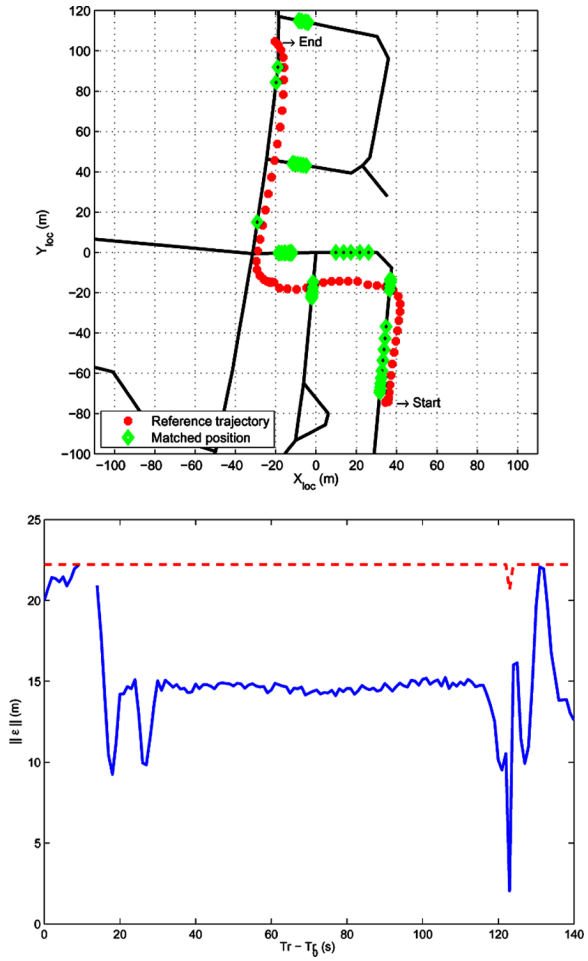 120
100
80
60
40
20
0
−20
−40
−60
−80
−100
Y_loc (m)
→ End
→ Start
Reference trajectory
Matched position
−100 −80 −60 −40 −20 0 20 40 60 80 100
X_loc (m)
25
20
15
10
5
0
|| ε || (m)
0 20 40 60 80 100 120 140
Tr − T_0^r (s)